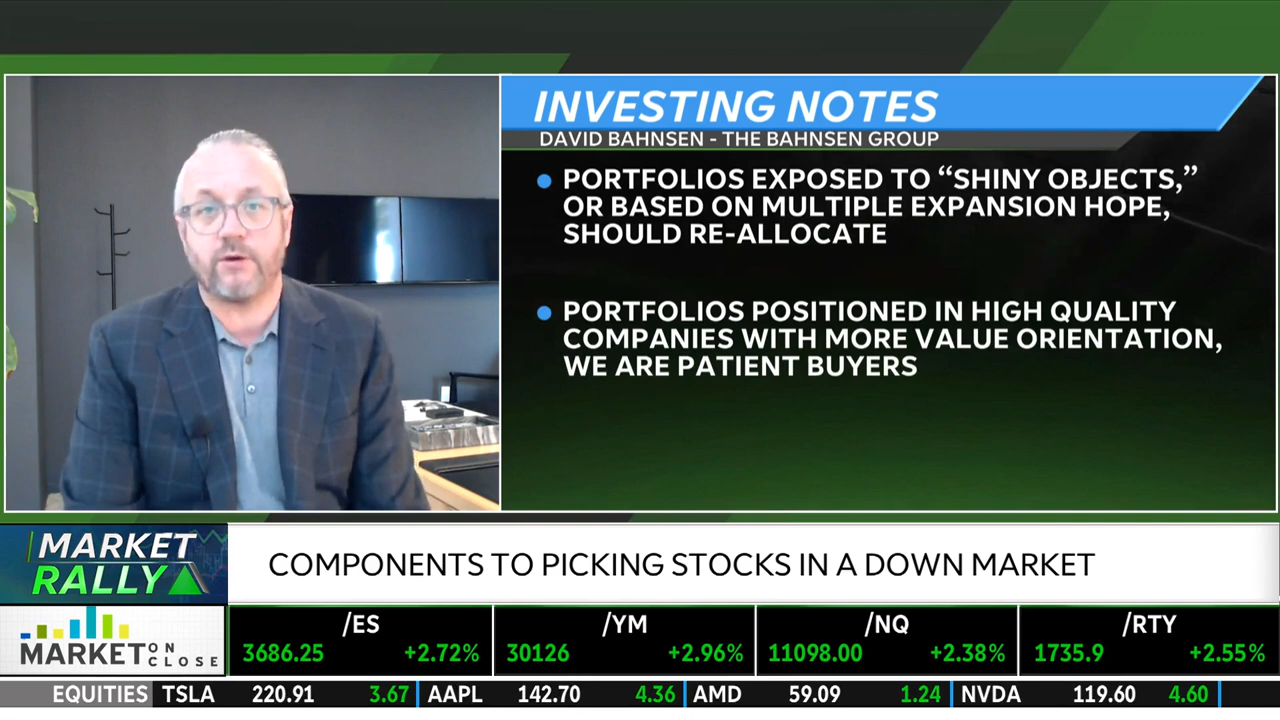 INVESTING NOTES
DAVID BAHNSEN - THE BAHNSEN GROUP
• PORTFOLIOS EXPOSED TO “SHINY OBJECTS,”
OR BASED ON MULTIPLE EXPANSION HOPE,
SHOULD RE-ALLOCATE
• PORTFOLIOS POSITIONED IN HIGH QUALITY
COMPANIES WITH MORE VALUE ORIENTATION,
WE ARE PATIENT BUYERS
MARKET
RALLY
COMPONENTS TO PICKING STOCKS IN A DOWN MARKET
MARKET ON CLOSE
/ES
3686.25 +2.72%
/YM
30126 +2.96%
/NQ
11098.00 +2.38%
/RTY
1735.9 +2.55%
EQUITIES TSLA 220.91 3.67 AAPL 142.70 4.36 AMD 59.09 1.24 NVDA 119.60 4.60